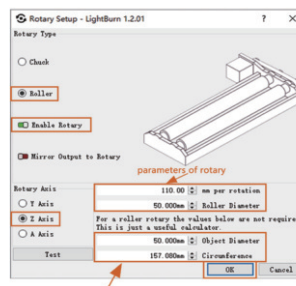 Rotary Setup - LightBurn 1.2.01 ? ×
Rotary Type
Chuck
Roller
Enable Rotary
Mirror Output to Rotary
parameters of rotary
Rotary Axis
110.00 mm per rotation
Y Axis
50.000mm Roller Diameter
Z Axis
For a roller rotary the values below are not require
This is just a useful calculator.
A Axis
50.000mm Object Diameter
Test
157.080mm Circumference
OK Cancel